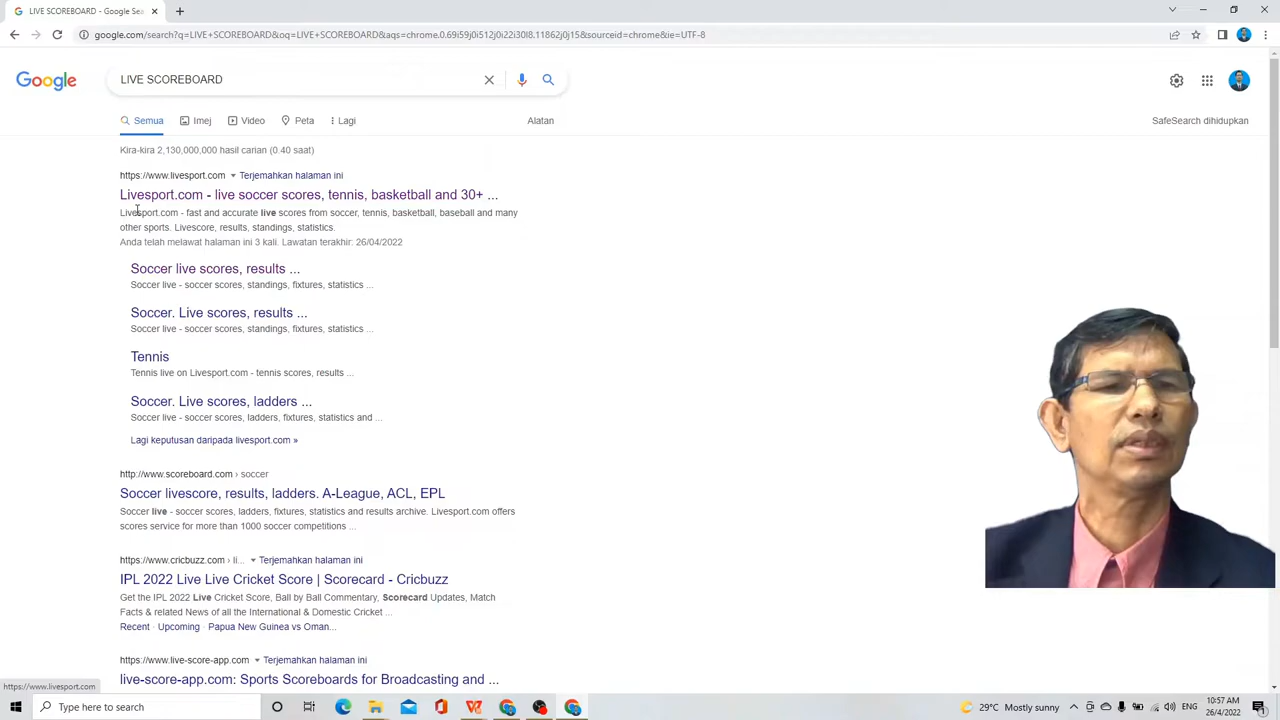 LIVE SCOREBOARD - Google Search
google.com/search?q=LIVE+SCOREBOARD&oq=LIVE+SCOREBOARD&aqs=chrome.0.69i59j0i512j0i22i30l8.11862j0j15&sourceid=chrome&ie=UTF-8
Google
LIVE SCOREBOARD
Semua Imej Video Peta Lagi Alatan SafeSearch dihidupkan
Kira-kira 2,130,000,000 hasil carian (0.40 saat)
https://www.livesport.com Terjemahkan halaman ini
Livesport.com - live soccer scores, tennis, basketball and 30+ ...
Livesport.com - fast and accurate live scores from soccer, tennis, basketball, baseball and many
other sports. Livescore, results, standings, statistics.
Anda telah melawat halaman ini 3 kali. Lawatan terakhir: 26/04/2022
Soccer live scores, results ...
Soccer live - soccer scores, standings, fixtures, statistics ...
Soccer. Live scores, results ...
Soccer live - soccer scores, standings, fixtures, statistics ...
Tennis
Tennis live on Livesport.com - tennis scores, results ...
Soccer. Live scores, ladders ...
Soccer live - soccer scores, ladders, fixtures, statistics and ...
Lagi keputusan daripada livesport.com »
http://www.scoreboard.com › soccer
Soccer livescore, results, ladders. A-League, ACL, EPL
Soccer live - soccer scores, ladders, fixtures, statistics and results archive. Livesport.com offers
scores service for more than 1000 soccer competitions ...
https://www.cricbuzz.com › li... Terjemahkan halaman ini
IPL 2022 Live Live Cricket Score | Scorecard - Cricbuzz
Get the IPL 2022 Live Cricket Score, Ball by Ball Commentary, Scorecard Updates, Match
Facts & related News of all the International & Domestic Cricket ...
Recent · Upcoming · Papua New Guinea vs Oman...
https://www.live-score-app.com Terjemahkan halaman ini
live-score-app.com: Sports Scoreboards for Broadcasting and ...
https://www.livesport.com
Type here to search
29°C Mostly sunny
10:57 AM
26/4/2022